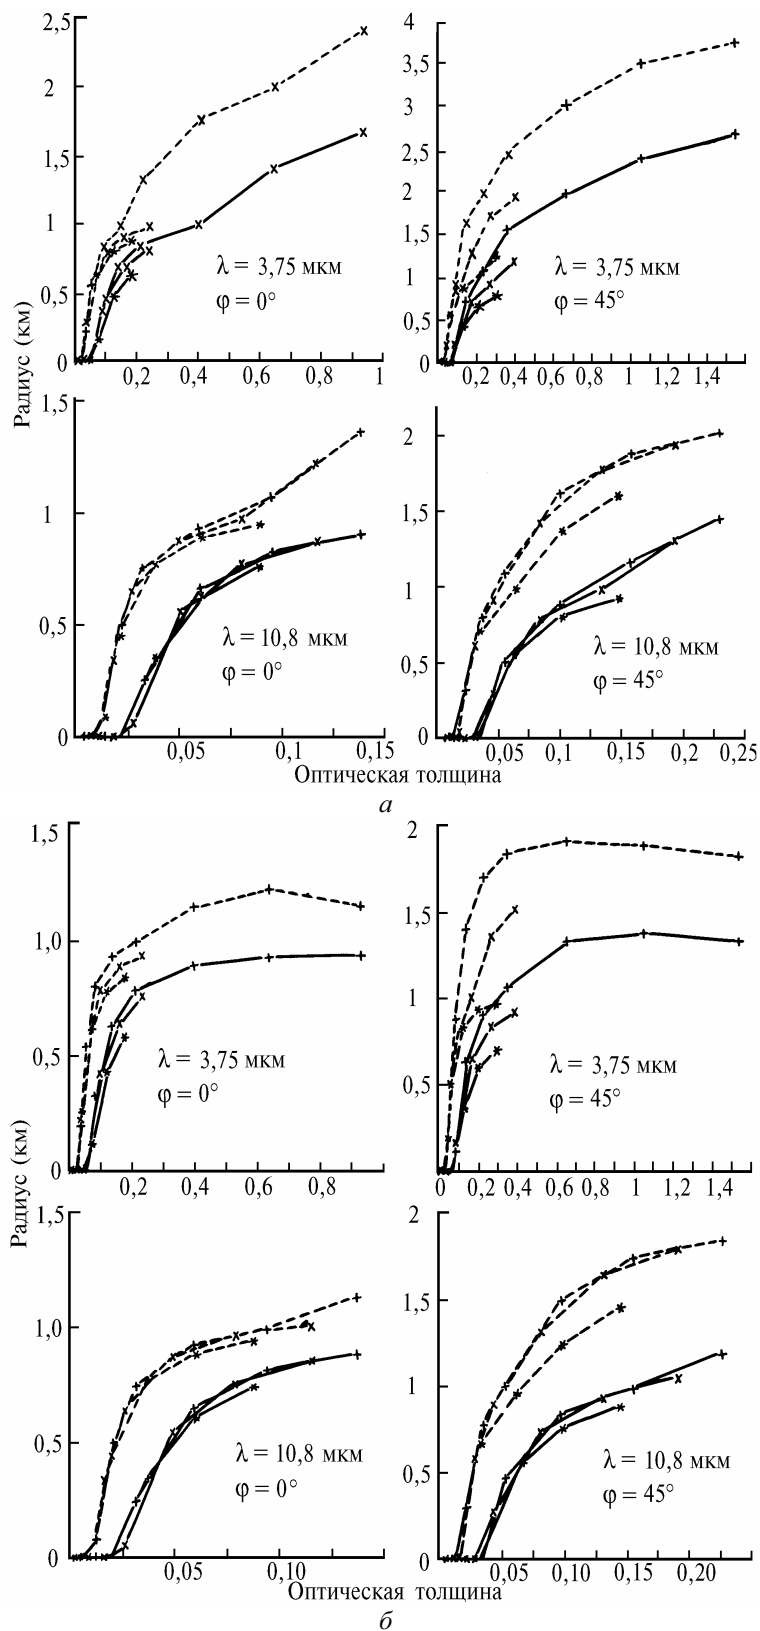 2,5
2
1,5
1
0,5
0
0,2 0,4 0,6 0,8 1
λ = 3,75 мкм
φ = 0°
4
3,5
3
2,5
2
1,5
1
0,5
0
0,2 0,4 0,6 0,8 1 1,2 1,4
λ = 3,75 мкм
φ = 45°
Радиус (км)
1,5
1
0,5
0
0,05 0,1 0,15
λ = 10,8 мкм
φ = 0°
2
1,5
1
0,5
0
0,05 0,1 0,15 0,2 0,25
λ = 10,8 мкм
φ = 45°
Оптическая толщина
а
1,5
1,0
0,5
0
0,2 0,4 0,6 0,8
λ = 3,75 мкм
φ = 0°
2
1,5
1
0,5
0 0,2 0,4 0,6 0,8 1 1,2 1,4
λ = 3,75 мкм
φ = 45°
Радиус (км)
1,5
1,0
0,5
0
0,05 0,10
λ = 10,8 мкм
φ = 0°
2
1,5
1
0,5
0
0,05 0,10 0,15 0,20
λ = 10,8 мкм
φ = 45°
Оптическая толщина
б